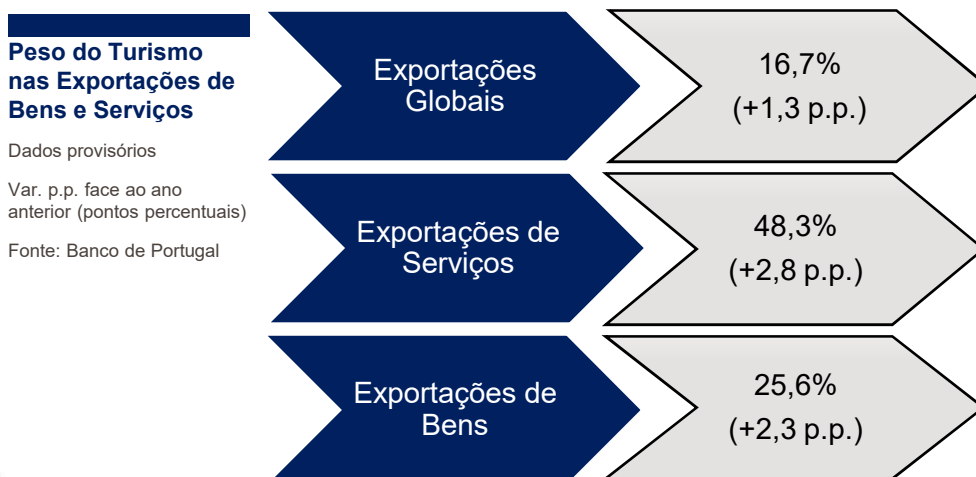 Peso do Turismo
nas Exportações de
Bens e Serviços
Dados provisórios
Var. p.p. face ao ano
anterior (pontos percentuais)
Fonte: Banco de Portugal
Exportações
Globais
16,7%
(+1,3 p.p.)
Exportações de
Serviços
48,3%
(+2,8 p.p.)
Exportações de
Bens
25,6%
(+2,3 p.p.)